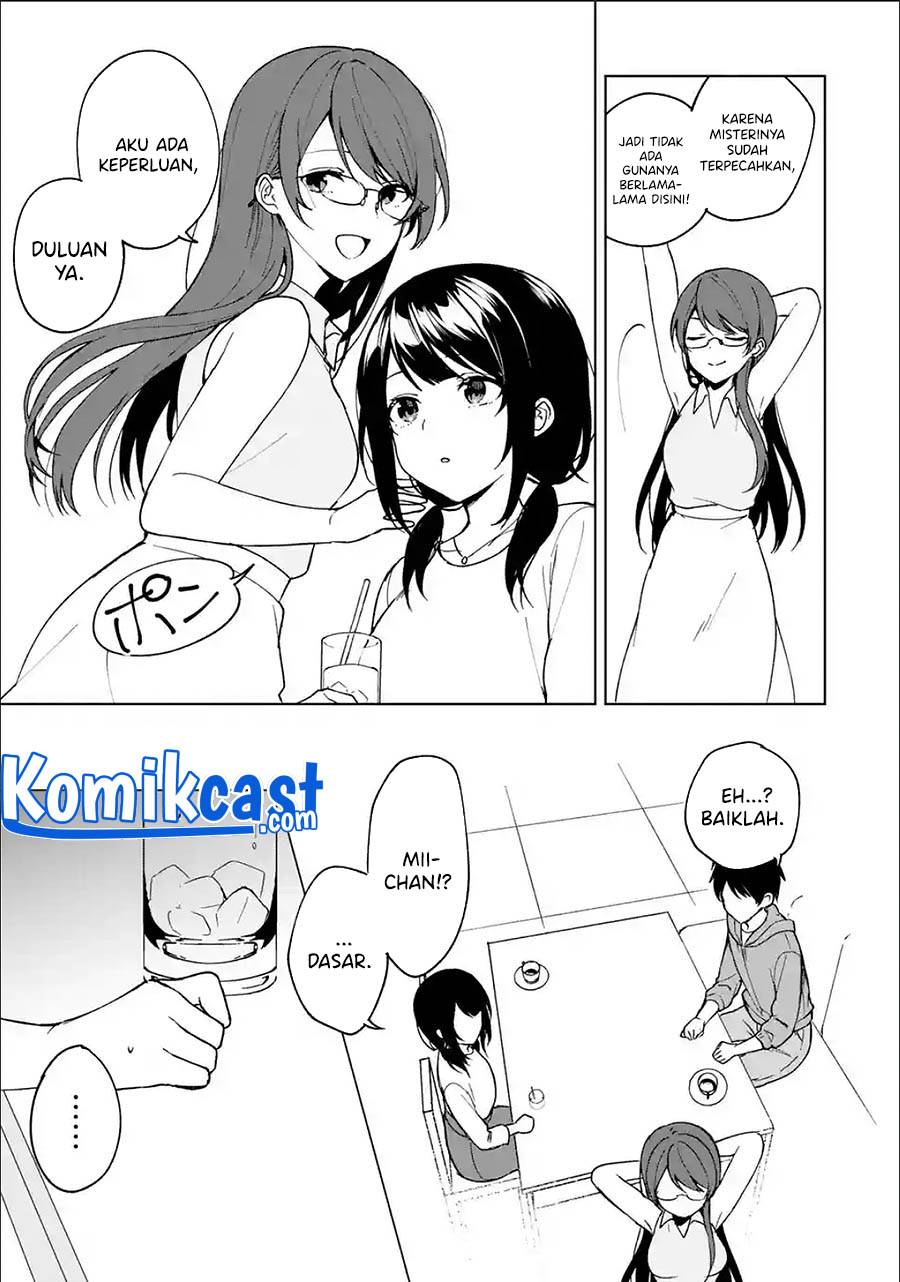 KARENA
MISTERINYA
SUDAH
TERPECAHKAN,
JADI TIDAK
ADA
GUNANYA
BERLAMA-
LAMA DISINI!
AKU ADA
KEPERLUAN,
DULUAN
YA.
ポン
EH...?
BAIKLAH.
MII-
CHAN!?
...
DASAR.
Komikcast
.com
......